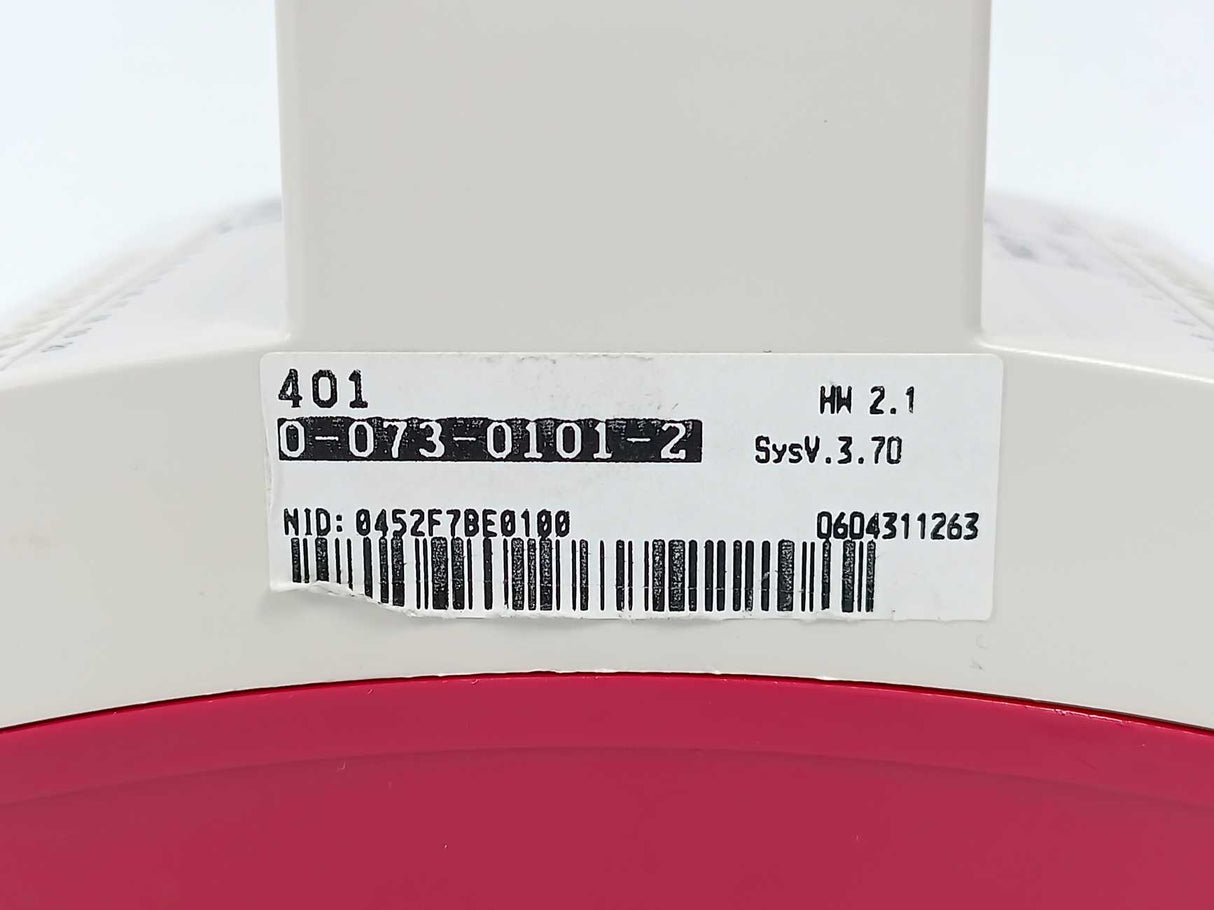 401
HW 2.1
0-073-0101-2
SysV.3.70
NID: 0452F7BE0100
0604311263